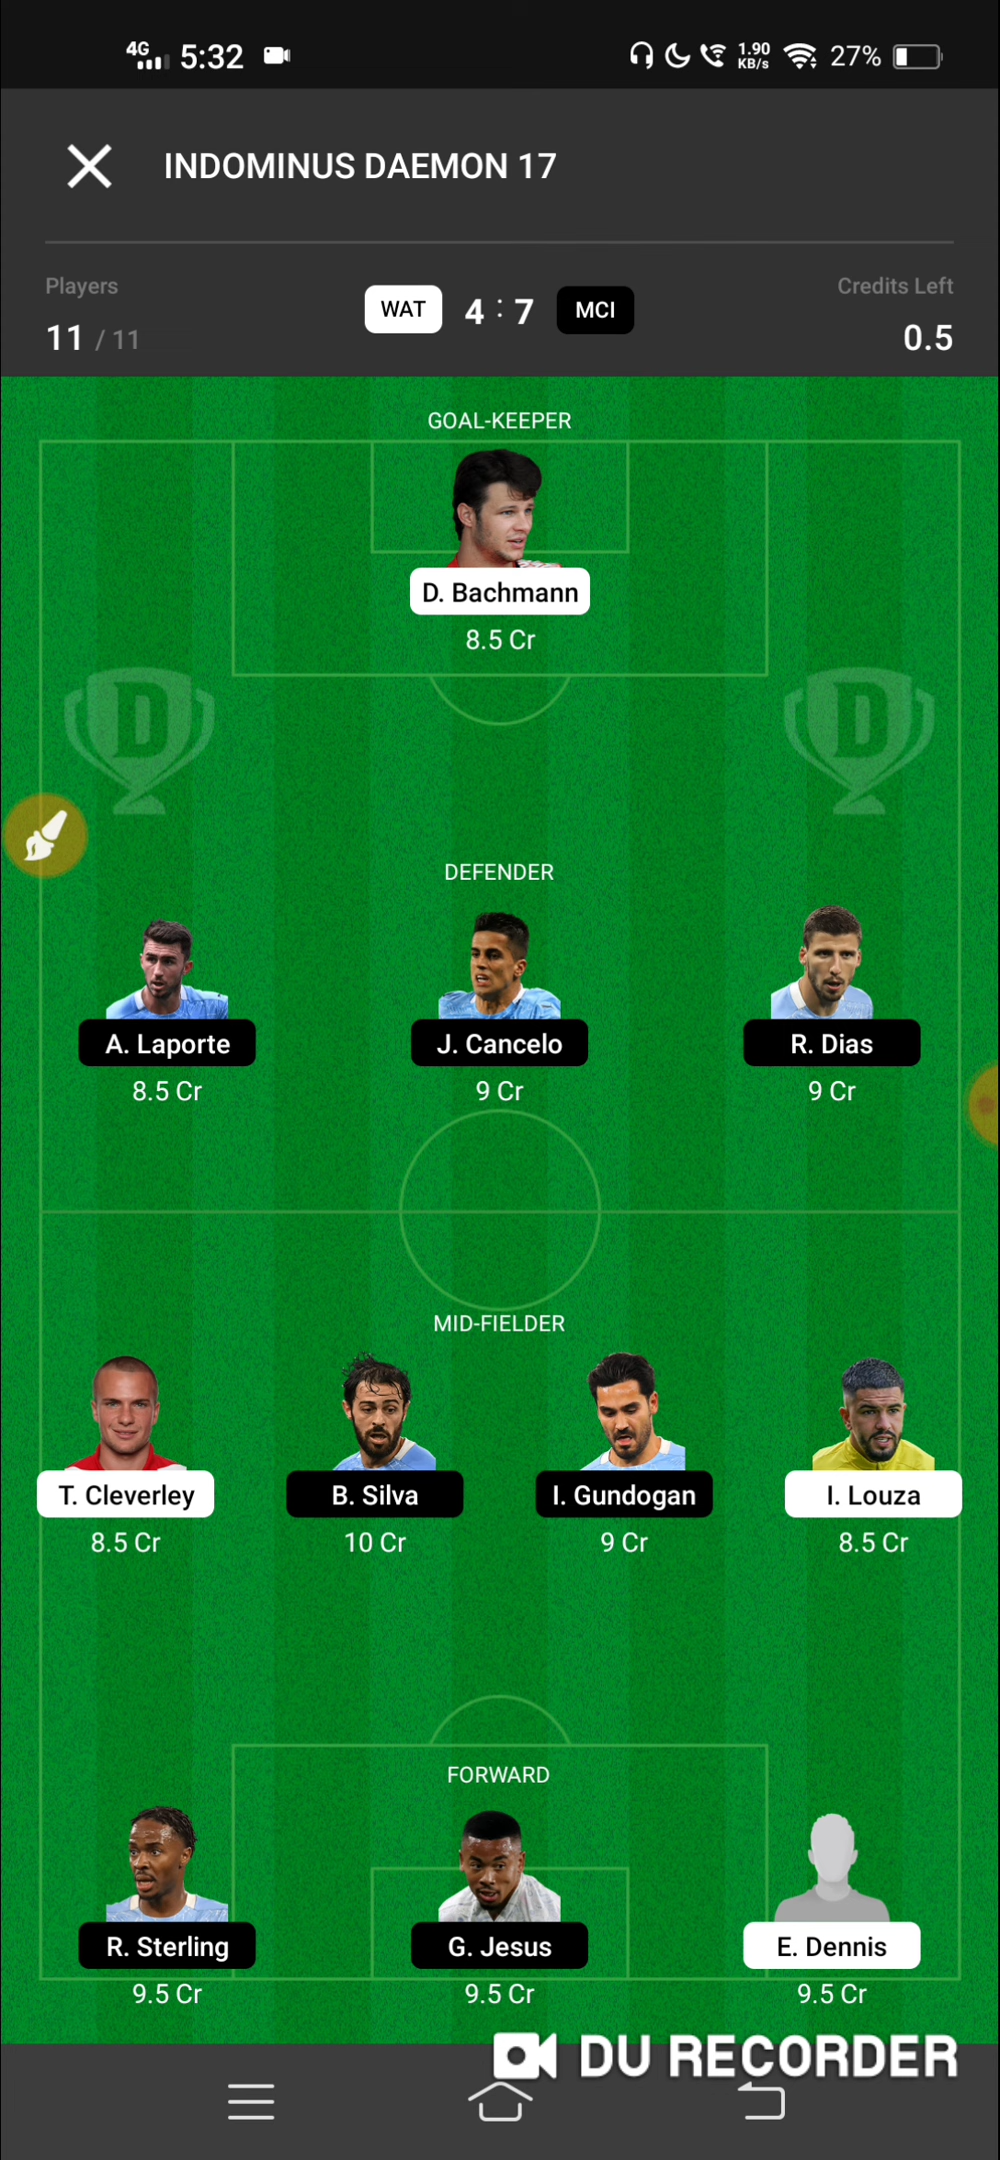 4G 5:32 1.90 KB/s 27%
INDOMINUS DAEMON 17
Players
11 / 11
WAT 4 : 7 MCI
Credits Left
0.5
GOAL-KEEPER
D. Bachmann
8.5 Cr
D D
DEFENDER
A. Laporte J. Cancelo R. Dias
8.5 Cr 9 Cr 9 Cr
MID-FIELDER
T. Cleverley B. Silva I. Gundogan I. Louza
8.5 Cr 10 Cr 9 Cr 8.5 Cr
FORWARD
R. Sterling G. Jesus E. Dennis
9.5 Cr 9.5 Cr 9.5 Cr
DU RECORDER